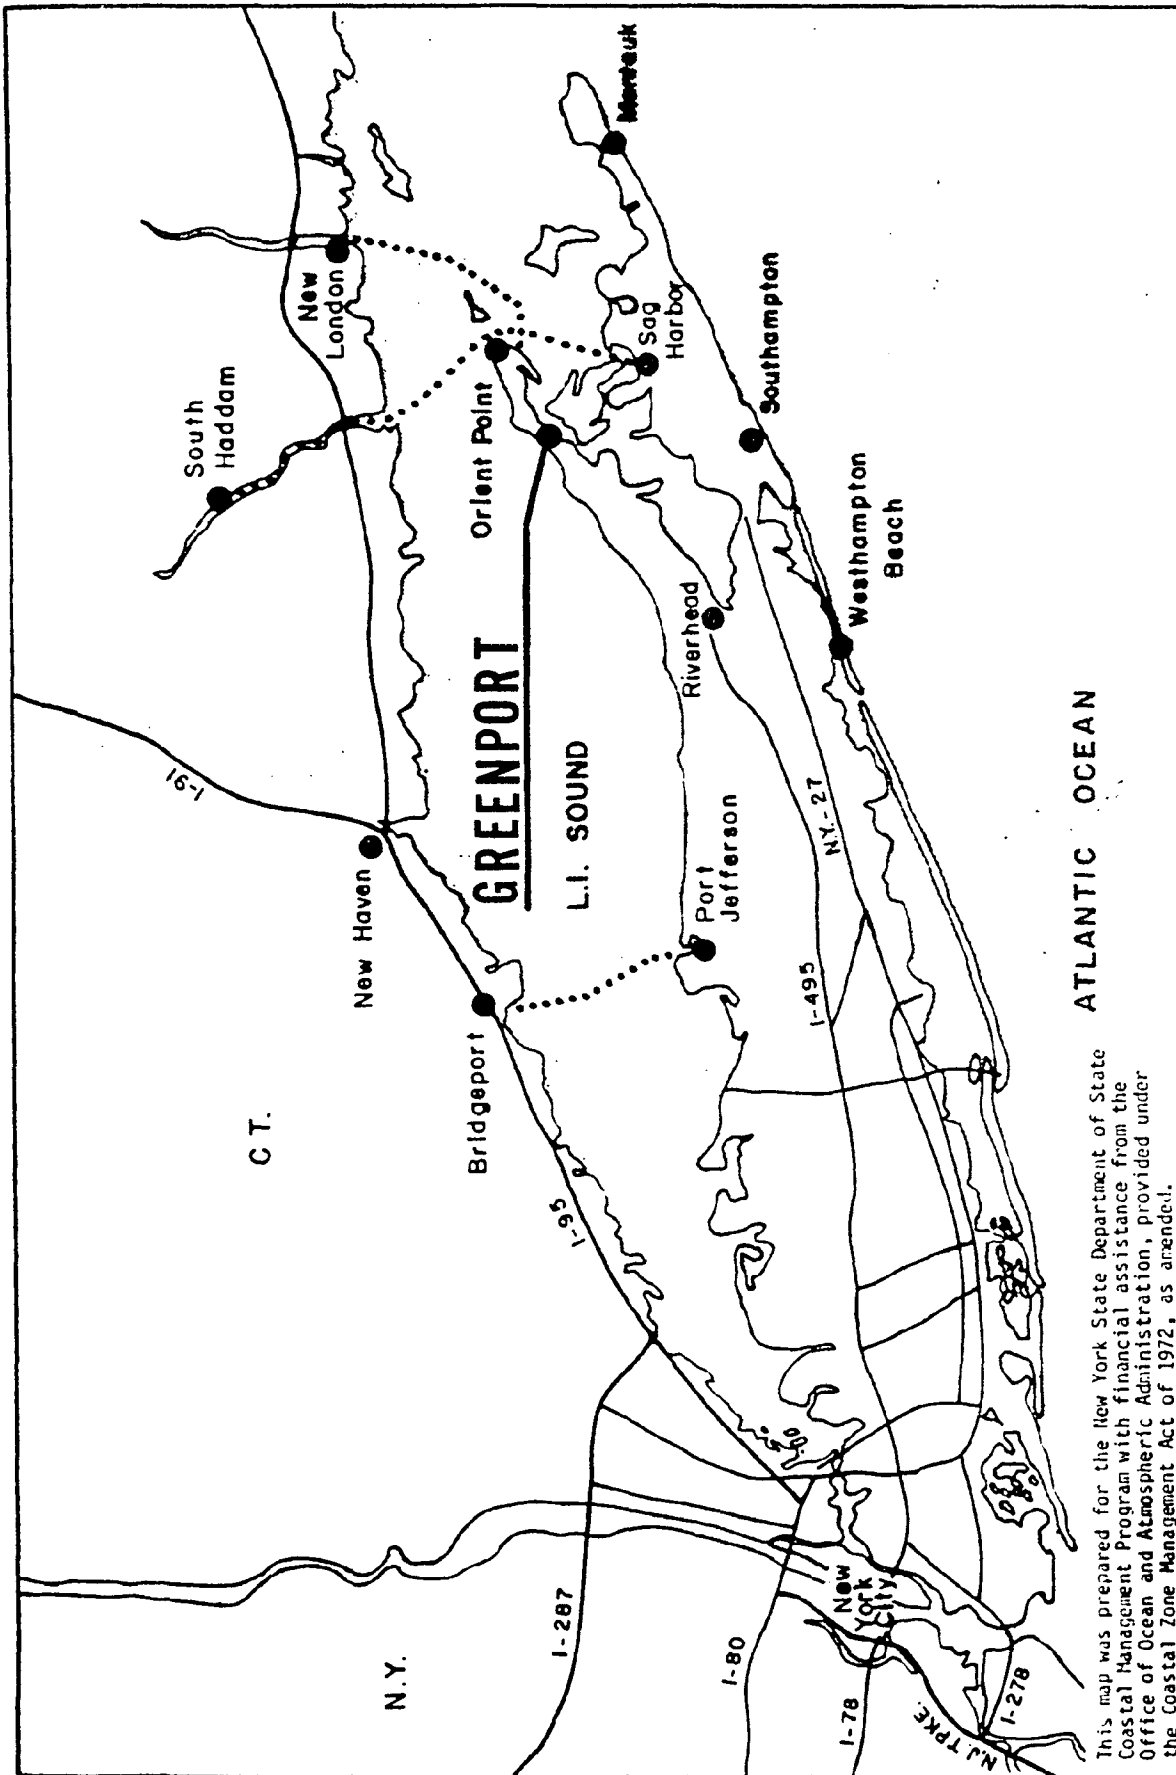 C T.
N.Y.
I-91
South
Haddam
New
London
New Haven
Bridgeport
I-95
I-287
GREENPORT
L.I. SOUND
Orient Point
Sag
Harbor
Montauk
Southampton
Riverhead
Westhampton
Beach
Port
Jefferson
N.Y.-27
I-495
New
York
City
I-80
I-78
N.J. TPKE.
I-278
ATLANTIC OCEAN
This map was prepared for the New York State Department of State
Coastal Management Program with financial assistance from the
Office of Ocean and Atmospheric Administration, provided under
the Coastal Zone Management Act of 1972, as amended.